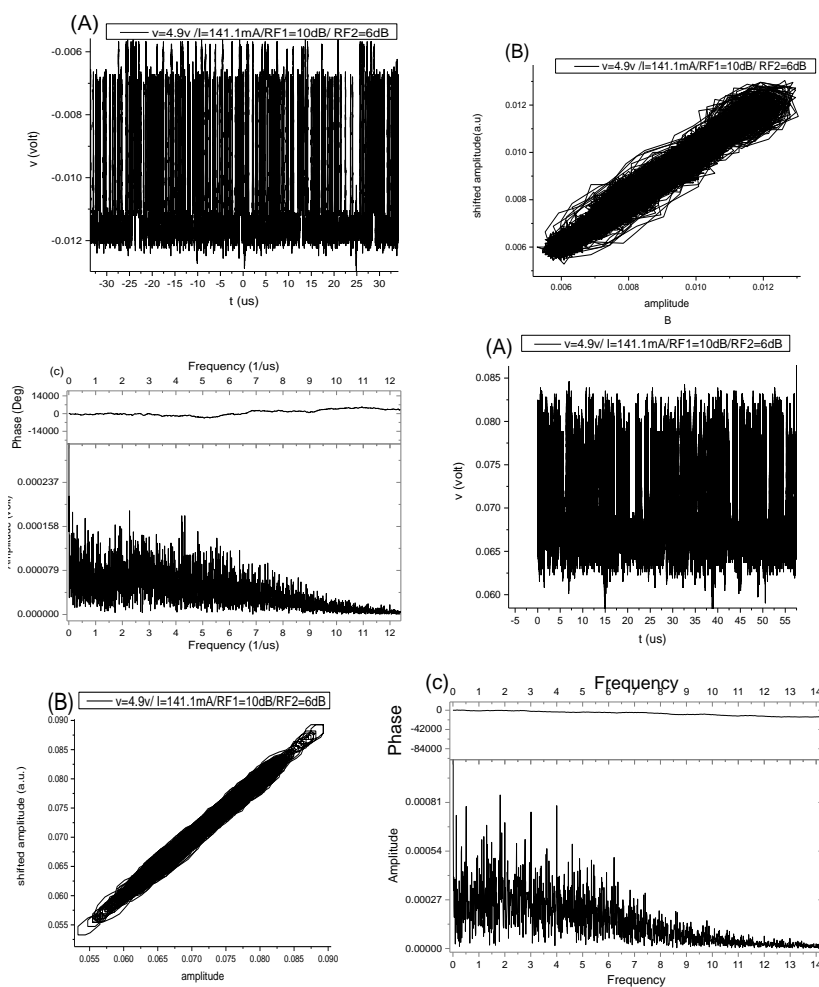 (A)
v=4.9v /I=141.1mA/RF1=10dB/ RF2=6dB
-0.006
-0.008
-0.010
-0.012
v (volt)
-30 -25 -20 -15 -10 -5 0 5 10 15 20 25 30
t (us)
(B)
v=4.9v /I=141.1mA/RF1=10dB/ RF2=6dB
0.012
0.010
0.008
0.006
shifted amplitude(a.u)
0.006 0.008 0.010 0.012
amplitude
B
(c)
Frequency (1/us)
0 1 2 3 4 5 6 7 8 9 10 11 12
14000
0
-14000
Phase (Deg)
0.000237
0.000158
0.000079
0.000000
Amplitude (volt)
0 1 2 3 4 5 6 7 8 9 10 11 12
Frequency (1/us)
(A)
v=4.9v/ I=141.1mA/RF1=10dB/RF2=6dB
0.085
0.080
0.075
0.070
0.065
0.060
v (volt)
-5 0 5 10 15 20 25 30 35 40 45 50 55
t (us)
(B)
v=4.9v/ I=141.1mA/RF1=10dB/RF2=6dB
0.090
0.085
0.080
0.075
0.070
0.065
0.060
0.055
shifted amplitude (a.u.)
0.055 0.060 0.065 0.070 0.075 0.080 0.085 0.090
amplitude
(c)
Frequency
0 1 2 3 4 5 6 7 8 9 10 11 12 13 14
0
-42000
-84000
Phase
0.00081
0.00054
0.00027
0.00000
Amplitude
0 1 2 3 4 5 6 7 8 9 10 11 12 13 14
Frequency